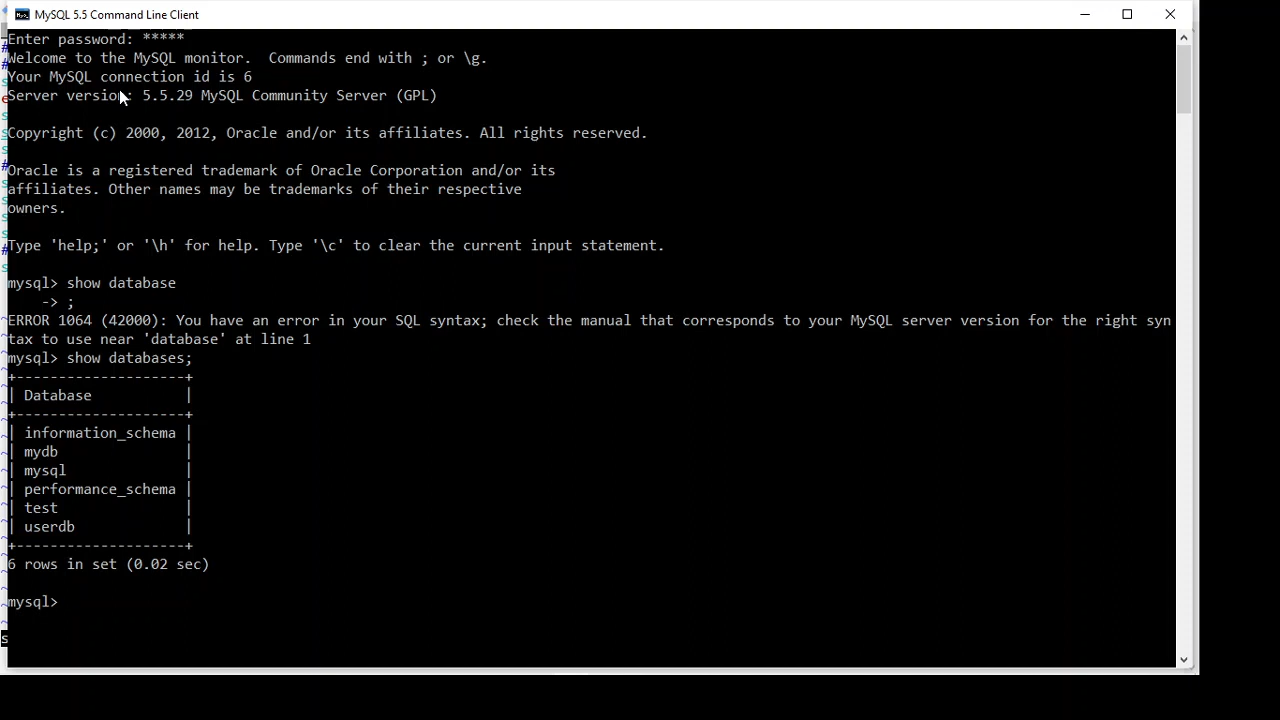 MySQL 5.5 Command Line Client
Enter password: *****
Welcome to the MySQL monitor.  Commands end with ; or \g.
Your MySQL connection id is 6
Server version: 5.5.29 MySQL Community Server (GPL)
Copyright (c) 2000, 2012, Oracle and/or its affiliates. All rights reserved.
Oracle is a registered trademark of Oracle Corporation and/or its
affiliates. Other names may be trademarks of their respective
owners.
Type 'help;' or '\h' for help. Type '\c' to clear the current input statement.
mysql> show database
    -> ;
ERROR 1064 (42000): You have an error in your SQL syntax; check the manual that corresponds to your MySQL server version for the right syn
tax to use near 'database' at line 1
mysql> show databases;
+--------------------+
| Database           |
+--------------------+
| information_schema |
| mydb               |
| mysql              |
| performance_schema |
| test               |
| userdb             |
+--------------------+
6 rows in set (0.02 sec)
mysql>